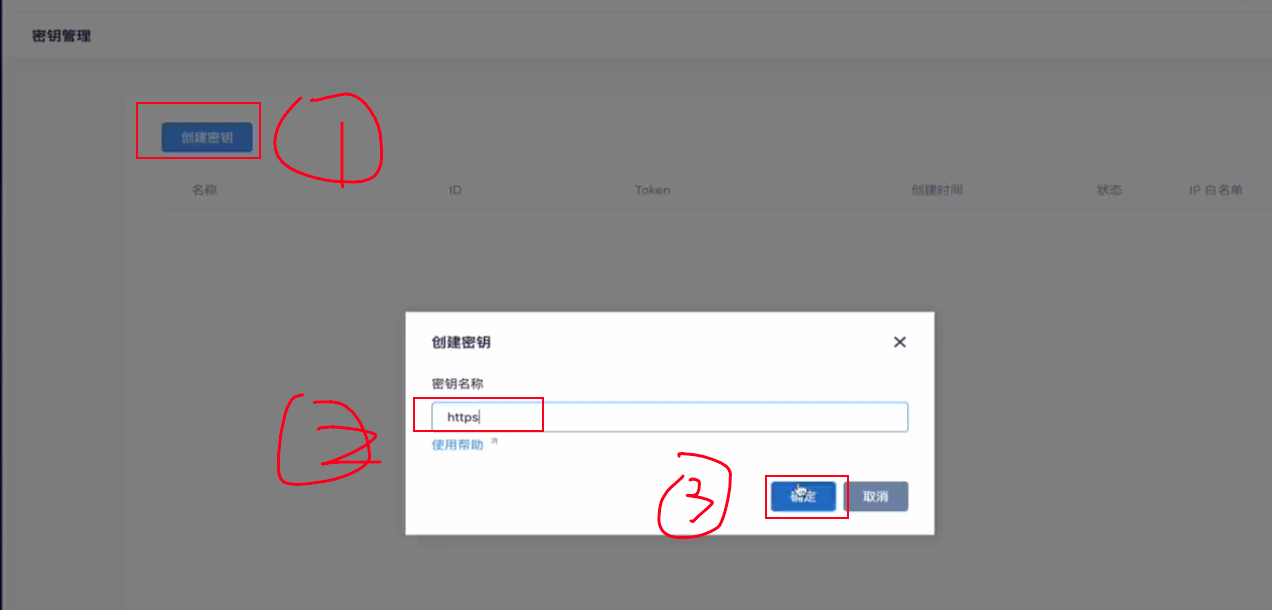 密钥管理
创建密钥
1
名称 ID Token 创建时间 状态 IP 白名单
创建密钥
密钥名称
https
使用帮助
2
3
确定 取消